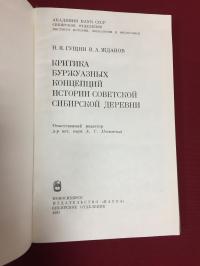 АКАДЕМИЯ НАУК СССР
СИБИРСКОЕ ОТДЕЛЕНИЕ
ИНСТИТУТ ИСТОРИИ, ФИЛОЛОГИИ И ФИЛОСОФИИ
Н. Я. ГУЩИН В. А. ЖДАНОВ
КРИТИКА
БУРЖУАЗНЫХ
КОНЦЕПЦИЙ
ИСТОРИИ СОВЕТСКОЙ
СИБИРСКОЙ ДЕРЕВНИ
Ответственный редактор
д-р ист. наук А. С. Московский
НОВОСИБИРСК
ИЗДАТЕЛЬСТВО «НАУКА»
СИБИРСКОЕ ОТДЕЛЕНИЕ